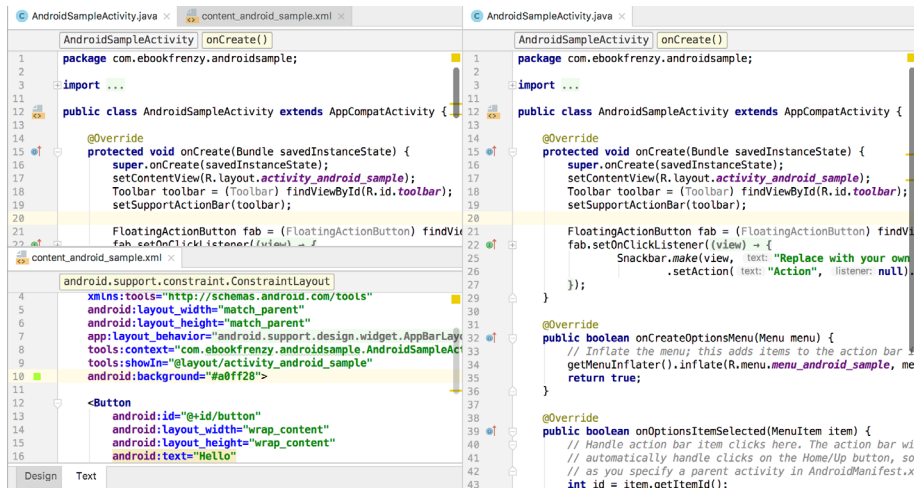 AndroidSampleActivity.java × content_android_sample.xml ×
AndroidSampleActivity onCreate()
1 package com.ebookfrenzy.androidsample;
2
3 import ...
11
12 public class AndroidSampleActivity extends AppCompatActivity {
13
14 @Override
15 protected void onCreate(Bundle savedInstanceState) {
16 super.onCreate(savedInstanceState);
17 setContentView(R.layout.activity_android_sample);
18 Toolbar toolbar = (Toolbar) findViewById(R.id.toolbar);
19 setSupportActionBar(toolbar);
20
21 FloatingActionButton fab = (FloatingActionButton) findVie
22 fab.setOnClickListener((view) → {
content_android_sample.xml ×
android.support.constraint.ConstraintLayout
4 xmlns:tools="http://schemas.android.com/tools"
5 android:layout_width="match_parent"
6 android:layout_height="match_parent"
7 app:layout_behavior="android.support.design.widget.AppBarLayo
8 tools:context="com.ebookfrenzy.androidsample.AndroidSampleAct
9 tools:showIn="@layout/activity_android_sample"
10 android:background="#a0ff28">
11
12 <Button
13 android:id="@+id/button"
14 android:layout_width="wrap_content"
15 android:layout_height="wrap_content"
16 android:text="Hello"
Design Text
AndroidSampleActivity.java ×
AndroidSampleActivity onCreate()
1 package com.ebookfrenzy.androidsample;
2
3 import ...
11
12 public class AndroidSampleActivity extends AppCompatActivity {
13
14 @Override
15 protected void onCreate(Bundle savedInstanceState) {
16 super.onCreate(savedInstanceState);
17 setContentView(R.layout.activity_android_sample);
18 Toolbar toolbar = (Toolbar) findViewById(R.id.toolbar);
19 setSupportActionBar(toolbar);
20
21 FloatingActionButton fab = (FloatingActionButton) findVi
22 fab.setOnClickListener((view) → {
25 Snackbar.make(view, text: "Replace with your own
26 .setAction( text: "Action", listener: null).
27 });
29 }
30
31 @Override
32 public boolean onCreateOptionsMenu(Menu menu) {
33 // Inflate the menu; this adds items to the action bar i
34 getMenuInflater().inflate(R.menu.menu_android_sample, me
35 return true;
36 }
37
38 @Override
39 public boolean onOptionsItemSelected(MenuItem item) {
40 // Handle action bar item clicks here. The action bar wi
41 // automatically handle clicks on the Home/Up button, so
42 // as you specify a parent activity in AndroidManifest.x
43 int id = item.getItemId();